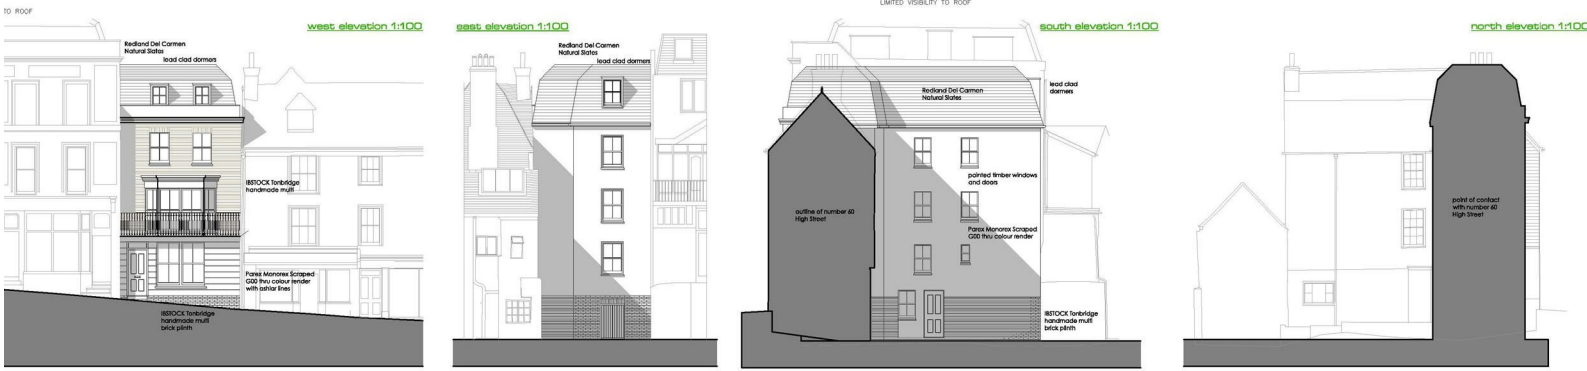 TO ROOF
west elevation 1:100
Redland Del Carmen
Natural Slates
lead clad dormers
IBSTOCK Tonbridge
handmade multi
Parex Monorex Scraped
G00 thru colour render
with ashlar lines
IBSTOCK Tonbridge
handmade multi
brick plinth
east elevation 1:100
Redland Del Carmen
Natural Slates
lead clad dormers
LIMITED VISIBILITY TO ROOF
south elevation 1:100
lead clad
dormers
Redland Del Carmen
Natural Slates
painted timber windows
and doors
outline of number 60
High Street
Parex Monorex Scraped
G00 thru colour render
IBSTOCK Tonbridge
handmade multi
brick plinth
north elevation 1:100
point of contact
with number 60
High Street